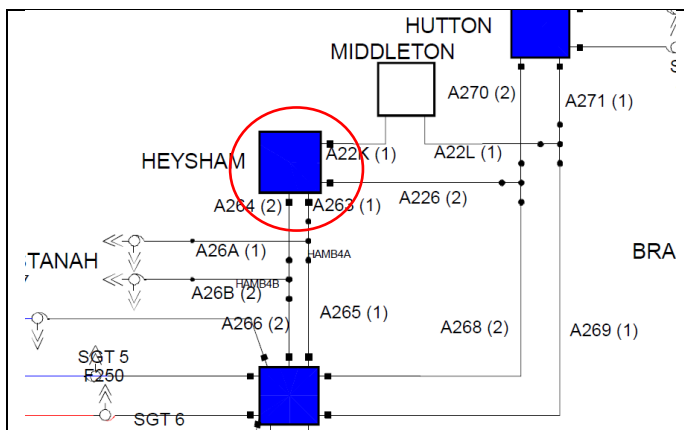 HUTTON
MIDDLETON
A270 (2)
A271 (1)
HEYSHAM
A22K (1)
A22L (1)
A264 (2)
A263 (1)
A226 (2)
A26A (1)
HAMB4A
TANAH
BRA
A26B (2)
HAMB4B
A266 (2)
A265 (1)
A268 (2)
A269 (1)
SGT 5
F250
SGT 6